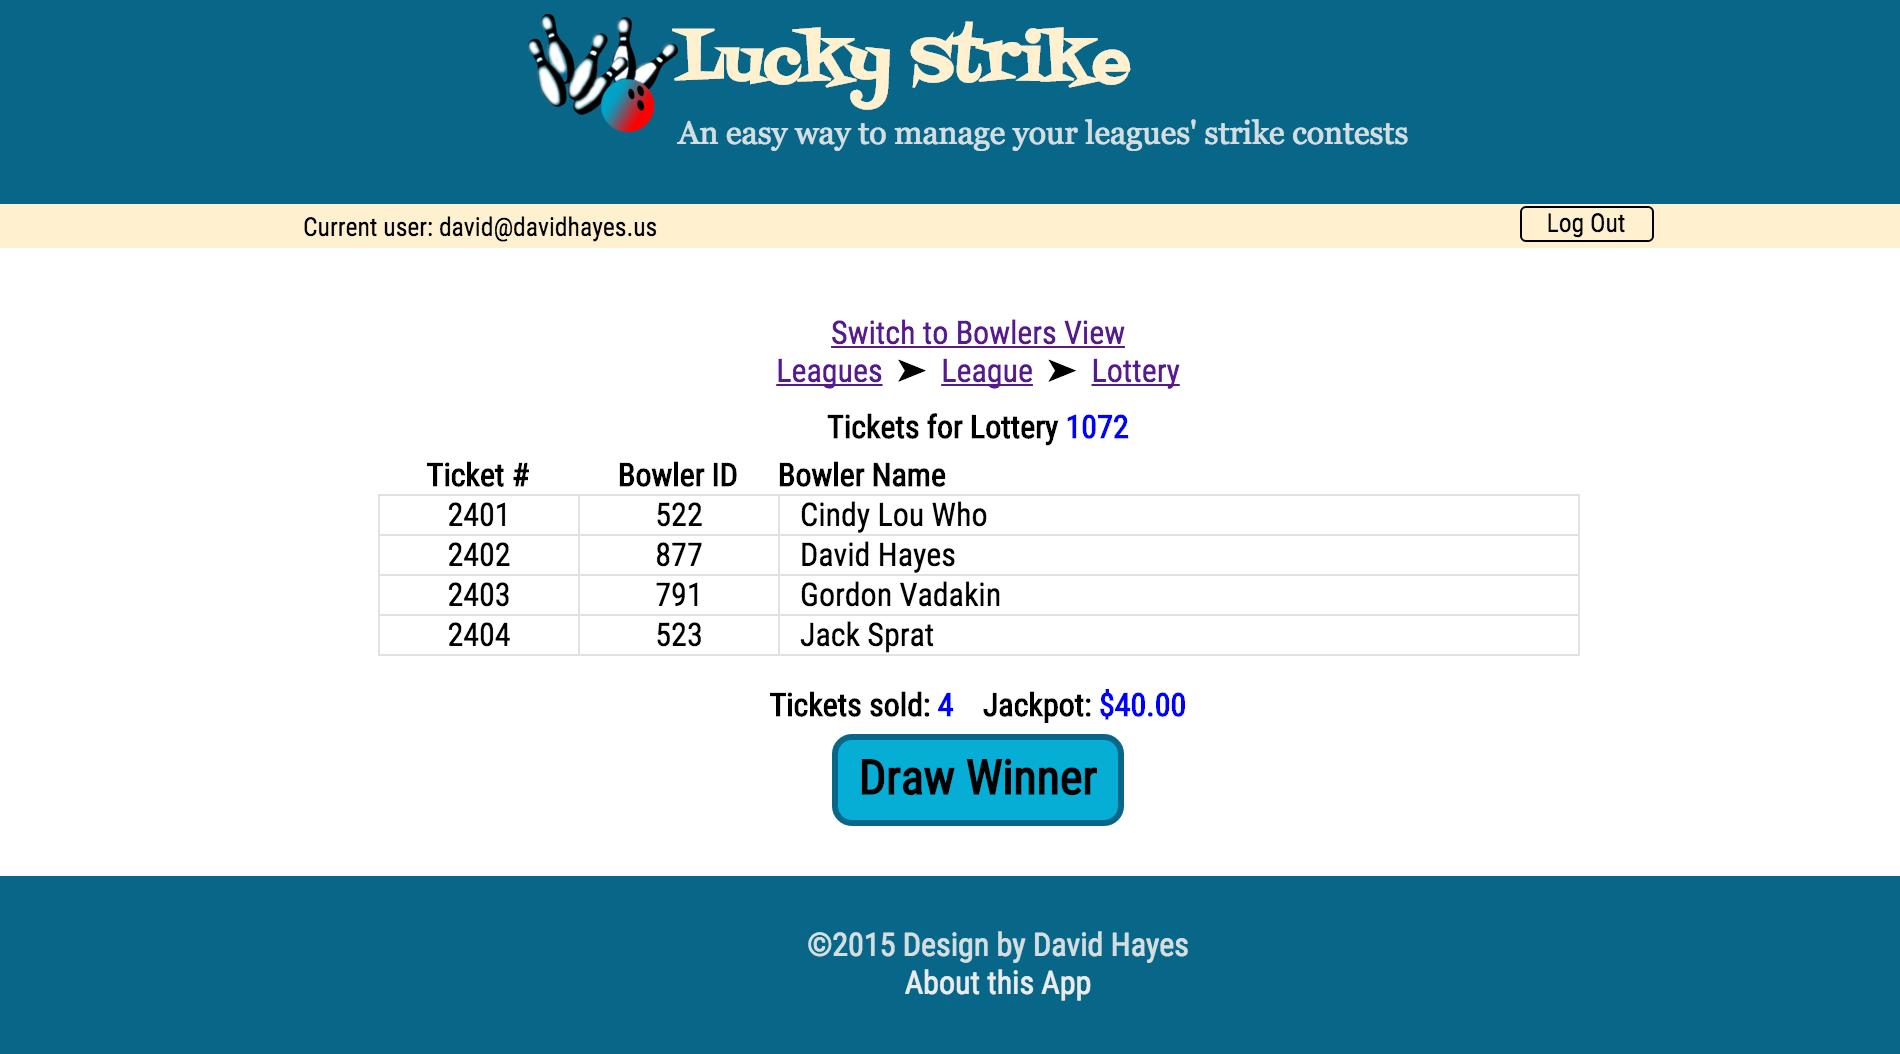 Lucky Strike
An easy way to manage your leagues' strike contests
Current user: david@davidhayes.us
Log Out
Switch to Bowlers View
Leagues ➤ League ➤ Lottery
Tickets for Lottery 1072
Ticket # Bowler ID Bowler Name
2401 522 Cindy Lou Who
2402 877 David Hayes
2403 791 Gordon Vadakin
2404 523 Jack Sprat
Tickets sold: 4 Jackpot: $40.00
Draw Winner
©2015 Design by David Hayes
About this App